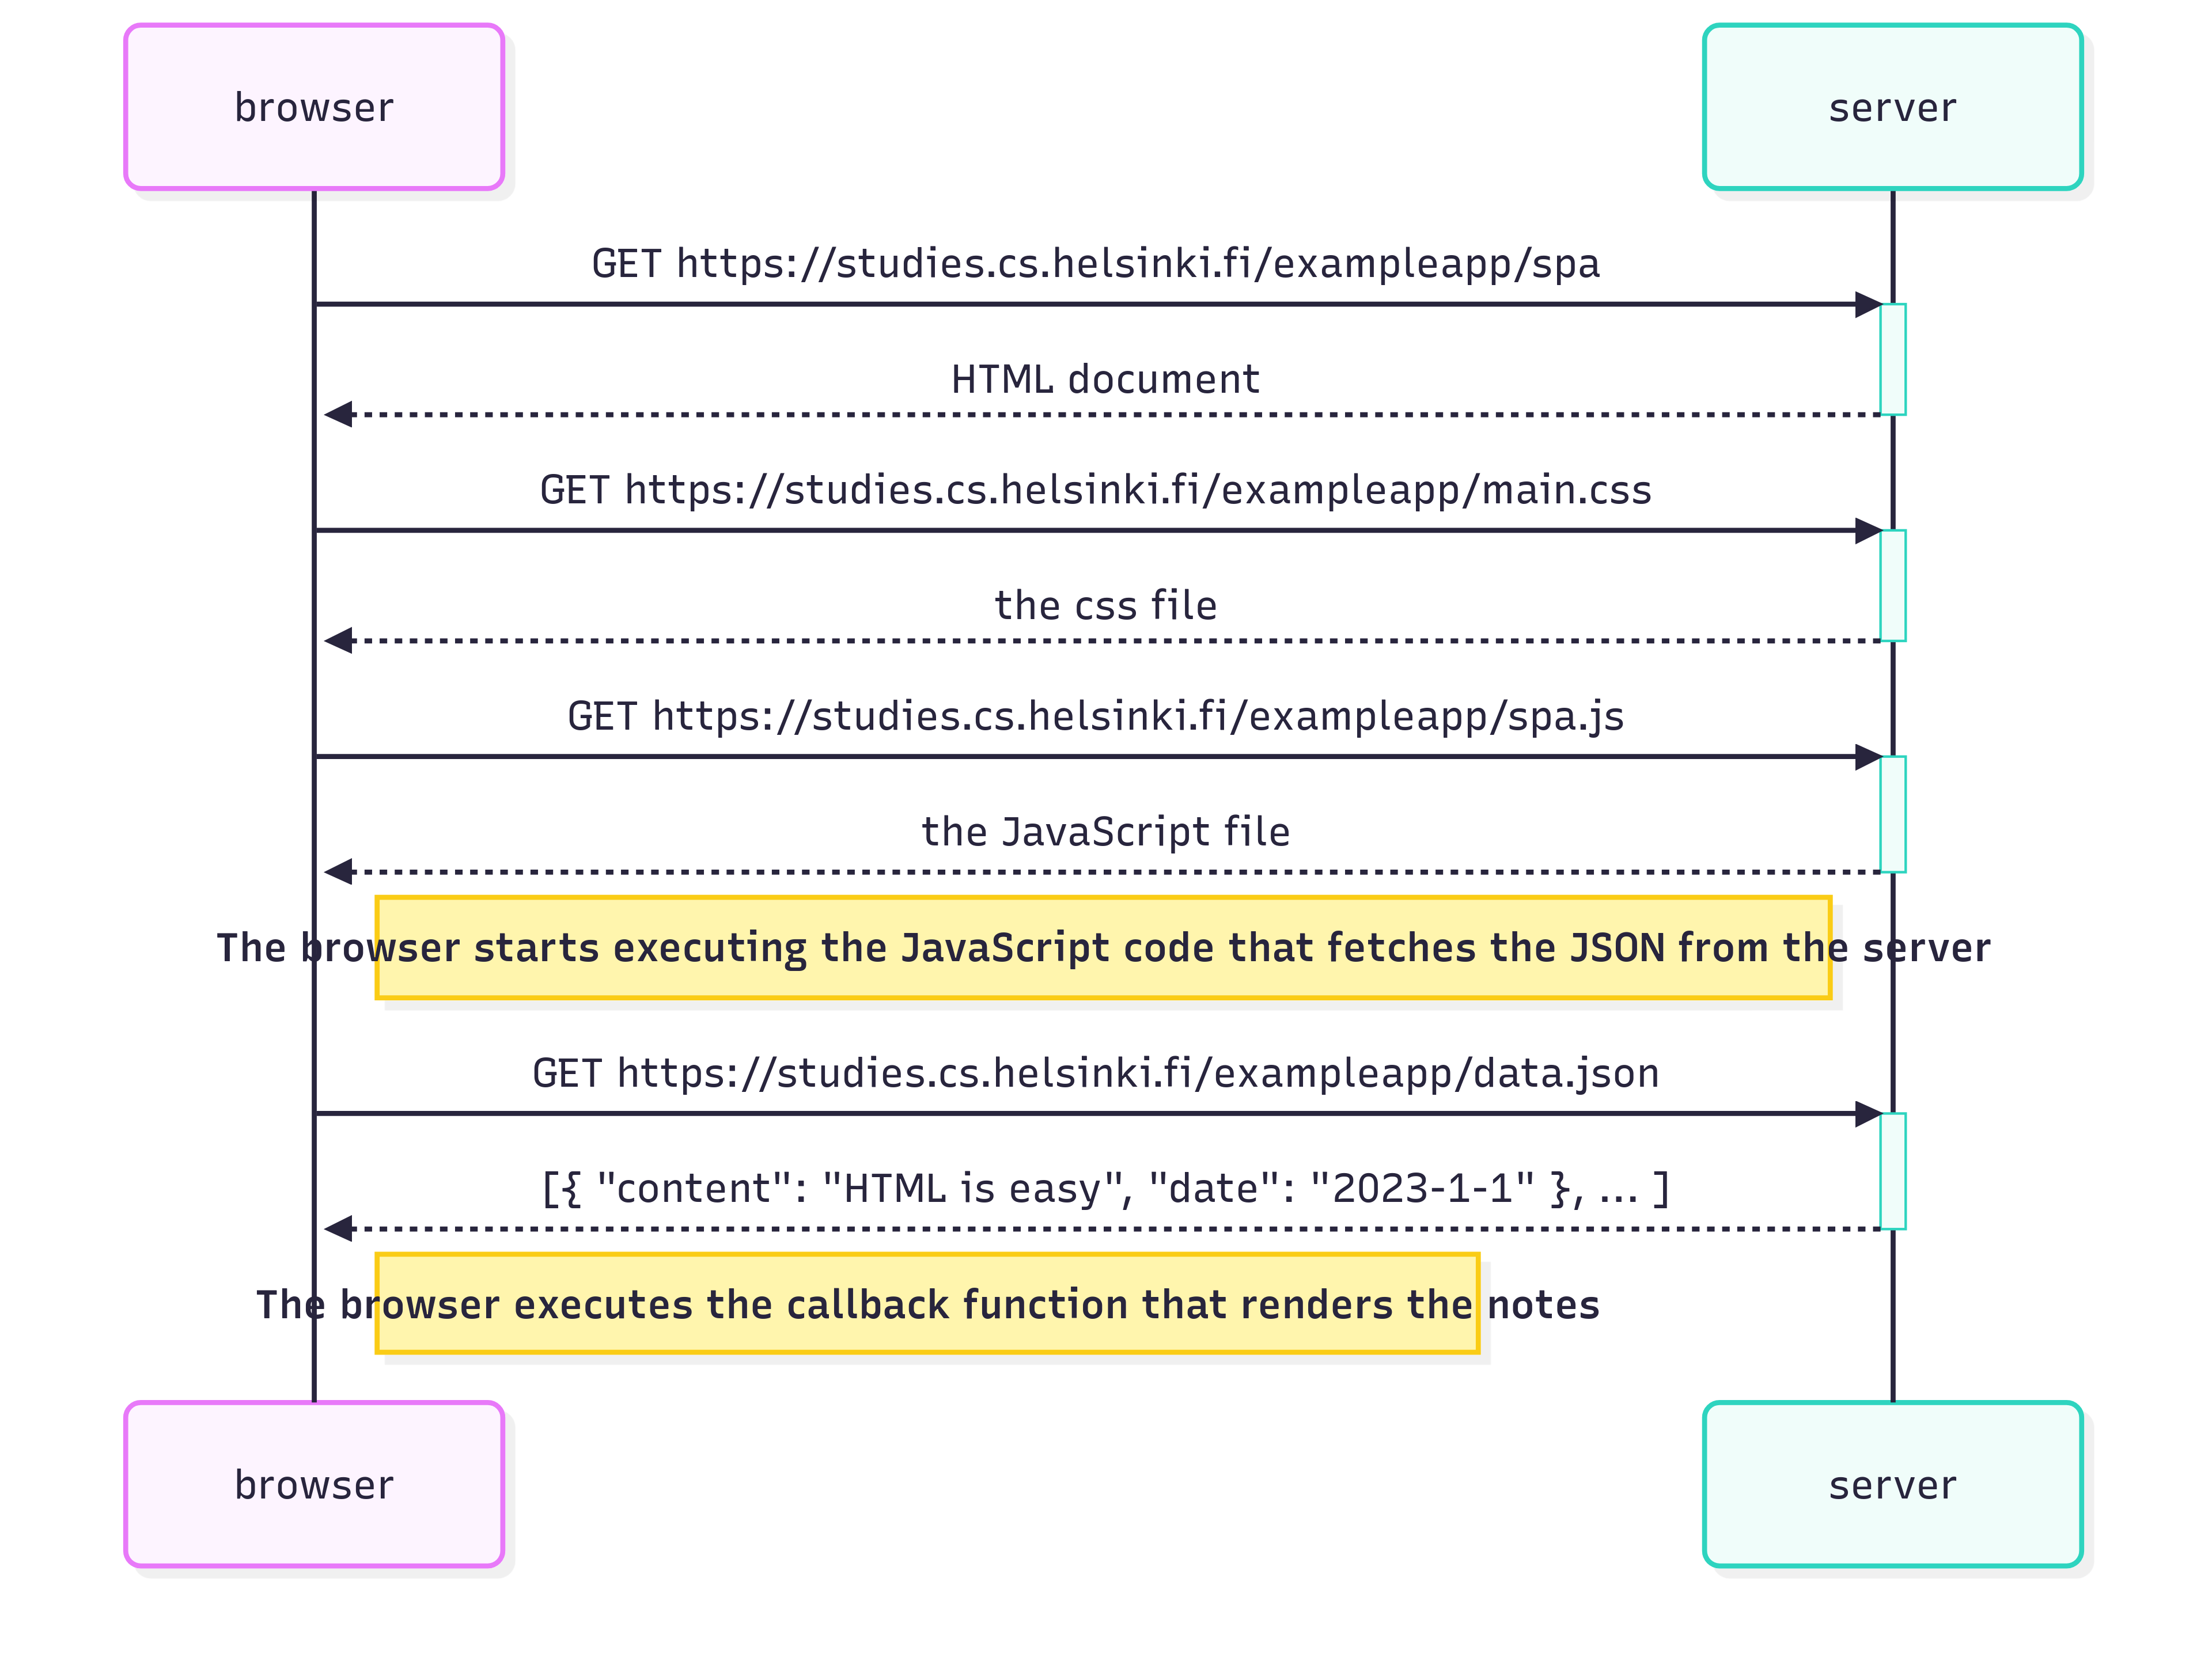 browser
server
GET https://studies.cs.helsinki.fi/exampleapp/spa
HTML document
GET https://studies.cs.helsinki.fi/exampleapp/main.css
the css file
GET https://studies.cs.helsinki.fi/exampleapp/spa.js
the JavaScript file
The browser starts executing the JavaScript code that fetches the JSON from the server
GET https://studies.cs.helsinki.fi/exampleapp/data.json
[{ "content": "HTML is easy", "date": "2023-1-1" }, ... ]
The browser executes the callback function that renders the notes
browser
server